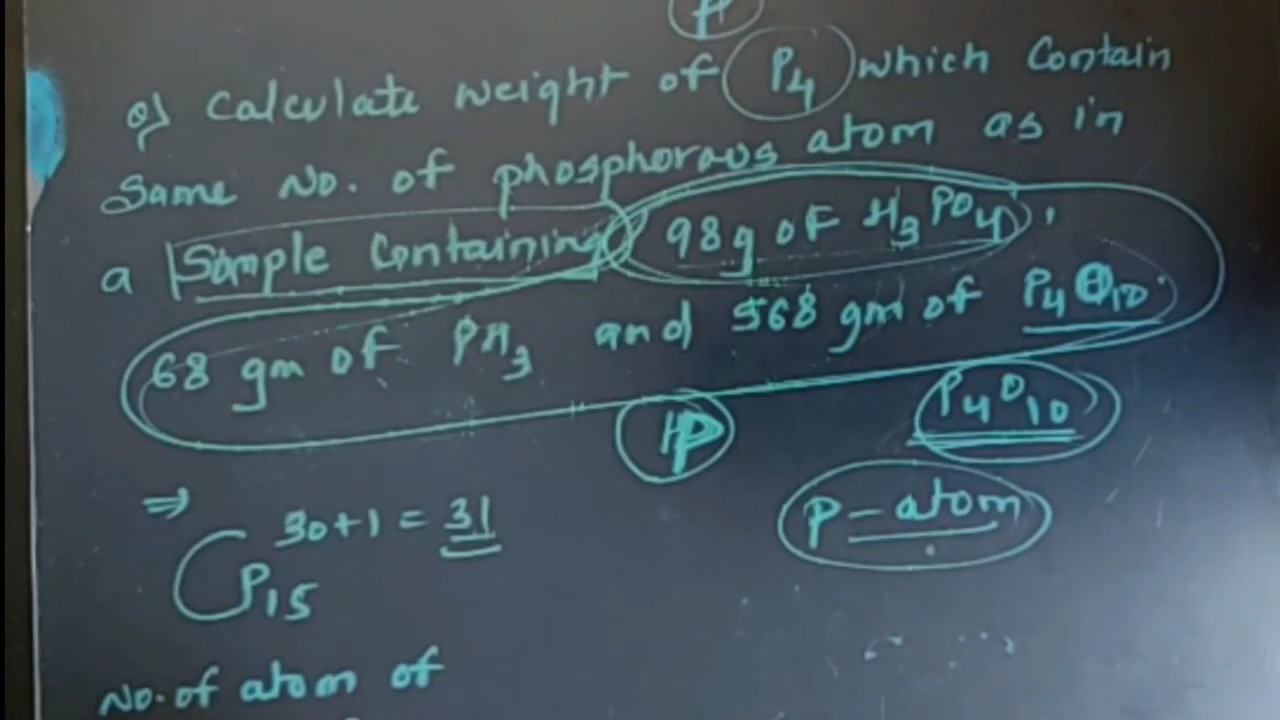 Q) Calculate weight of P4 which Contain
Same No. of phosphoraus atom as in
a Sample Containing 98g of H3PO4,
68 gm of PH3 and 568 gm of P4O10.
P4O10
P
P-atom
⇒ 30+1 = 31
P15
No. of atom of